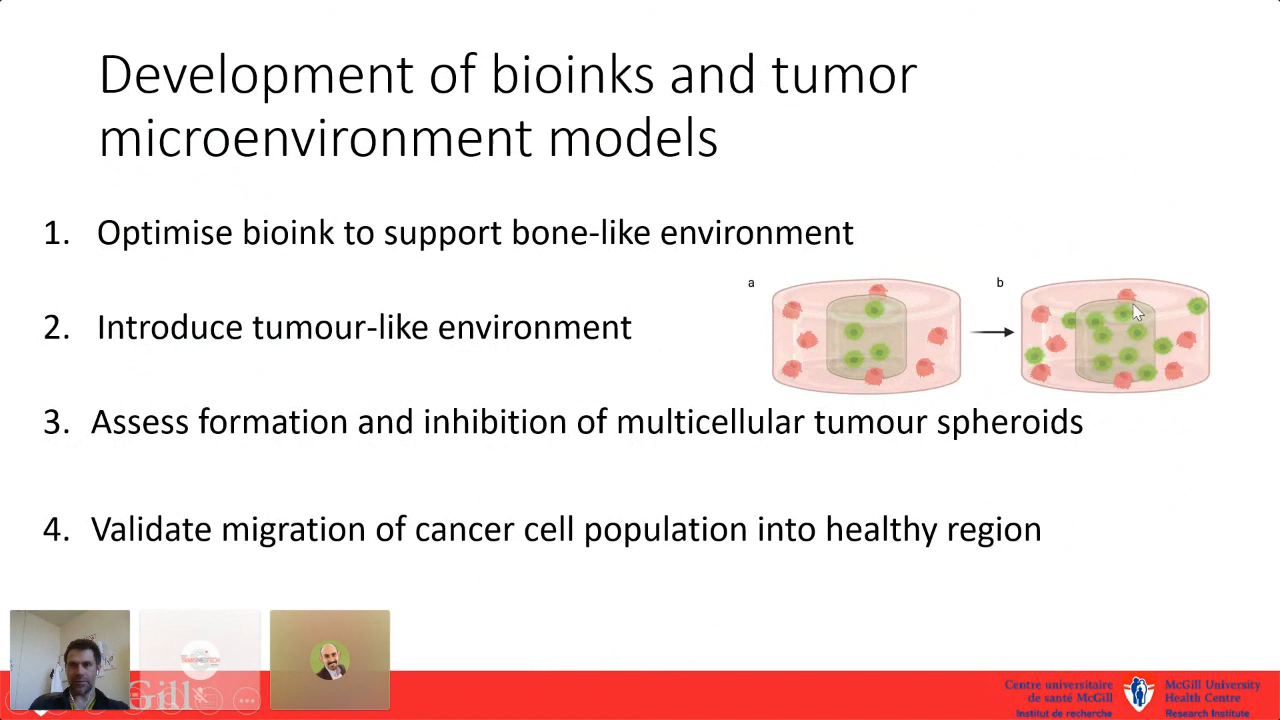 Development of bioinks and tumor
microenvironment models
1. Optimise bioink to support bone-like environment
a
b
2. Introduce tumour-like environment
3. Assess formation and inhibition of multicellular tumour spheroids
4. Validate migration of cancer cell population into healthy region
TRANSMEDTECH
Gill
Centre universitaire
de santé McGill
Institut de recherche
McGill University
Health Centre
Research Institute